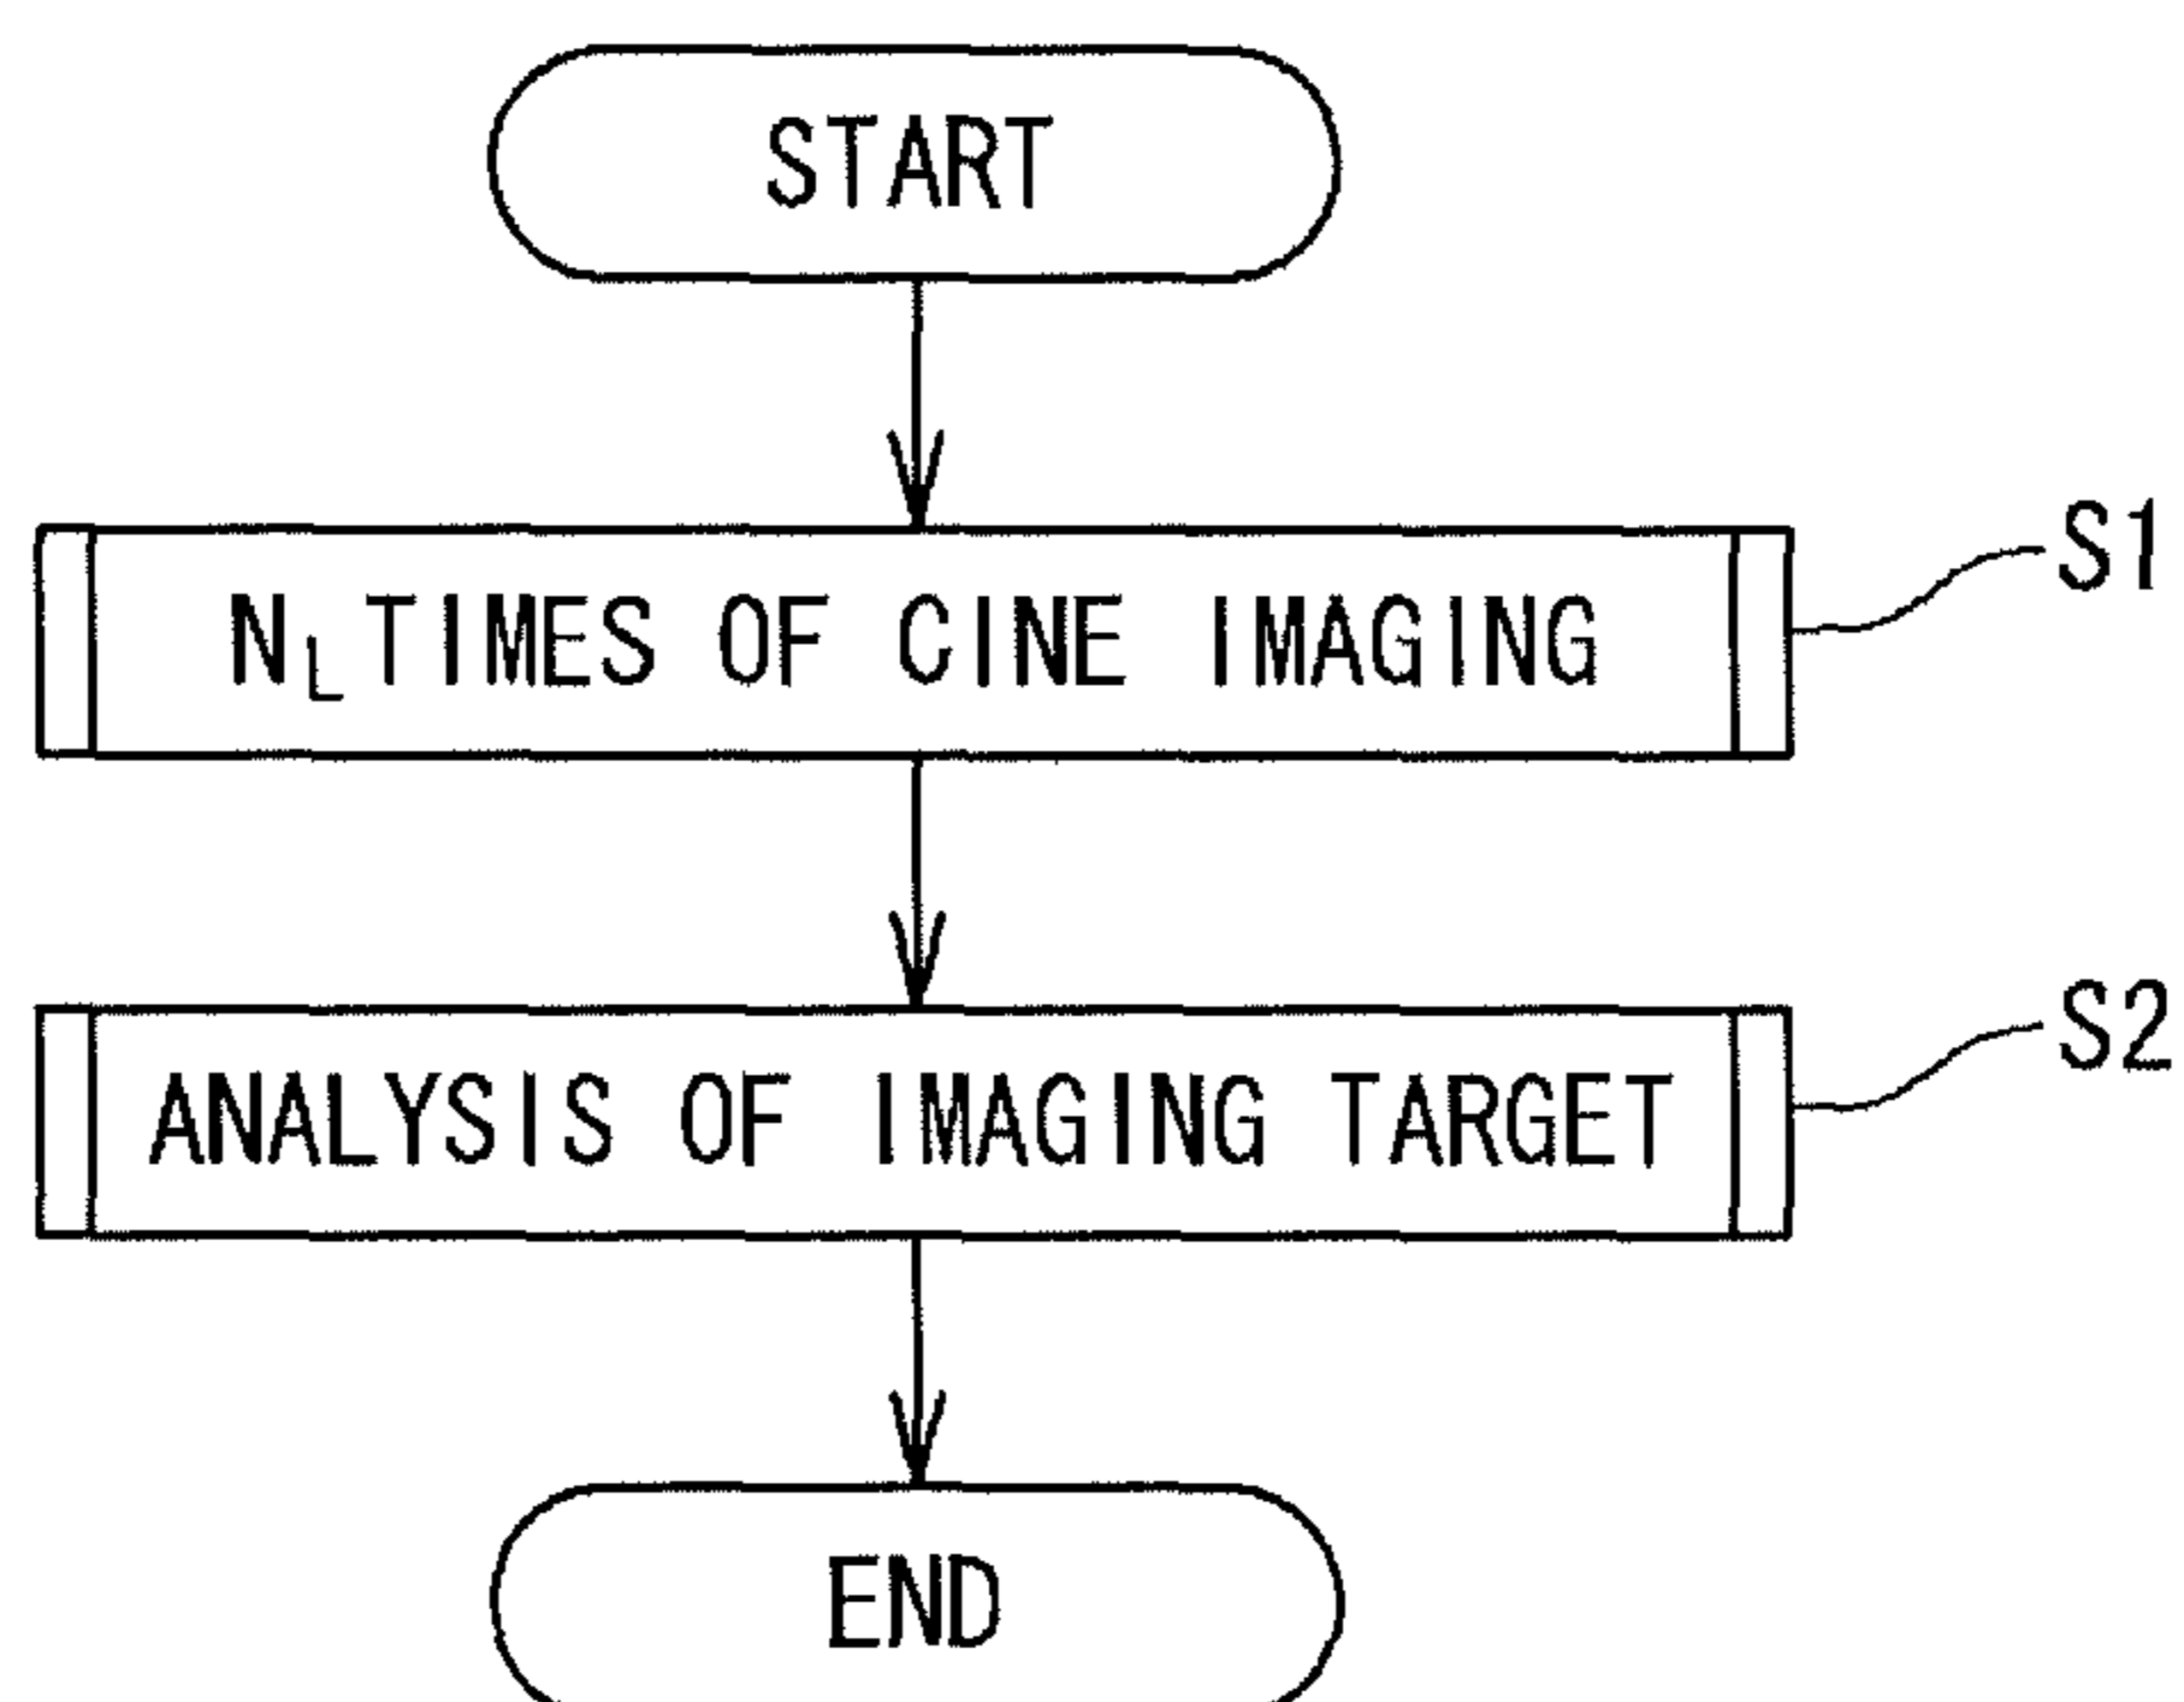 START
N_L TIMES OF CINE IMAGING
S1
ANALYSIS OF IMAGING TARGET
S2
END